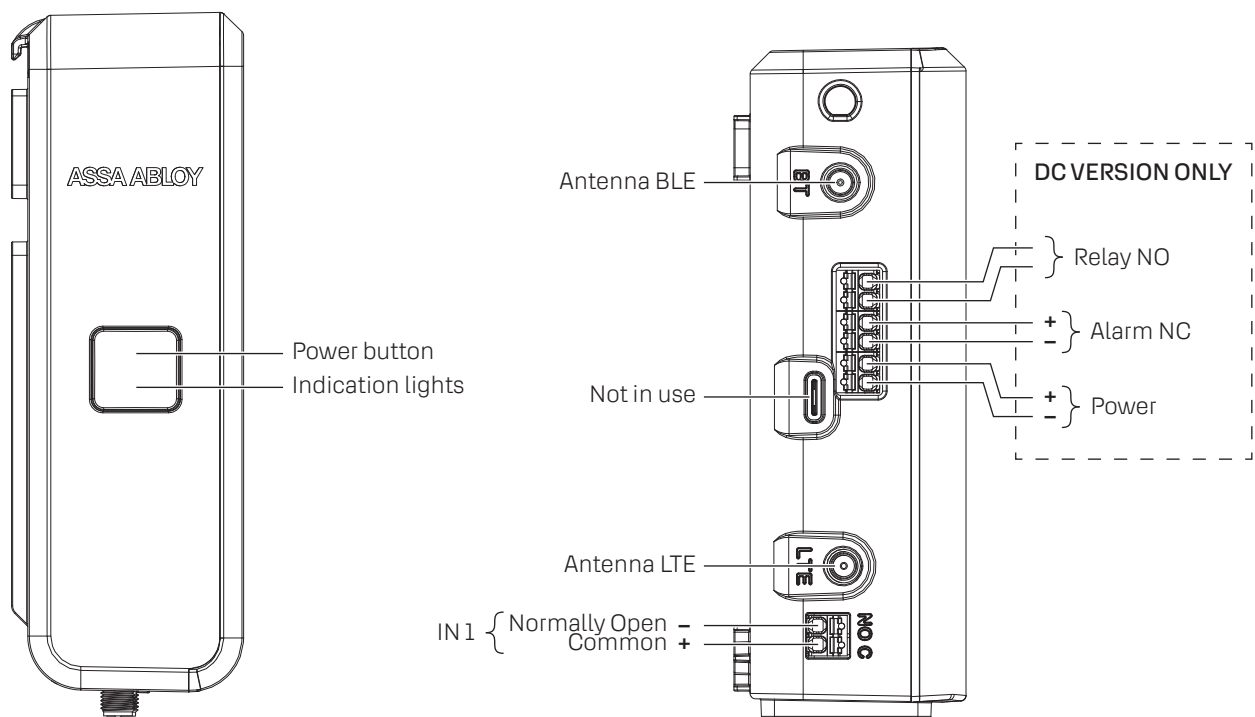 ASSA ABLOY
Power button
Indication lights
Antenna BLE
BT
DC VERSION ONLY
Relay NO
+
Alarm NC
–
Not in use
+
Power
–
Antenna LTE
LTE
IN 1
Normally Open –
Common +
NO C